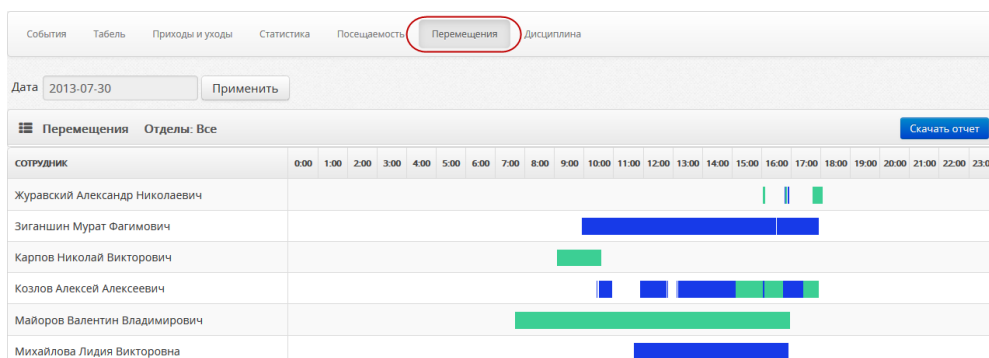 События Табель Приходы и уходы Статистика Посещаемость Перемещения Дисциплина
Дата 2013-07-30 Применить
Перемещения Отделы: Все Скачать отчет
СОТРУДНИК 0:00 1:00 2:00 3:00 4:00 5:00 6:00 7:00 8:00 9:00 10:00 11:00 12:00 13:00 14:00 15:00 16:00 17:00 18:00 19:00 20:00 21:00 22:00 23:0
Журавский Александр Николаевич
Зиганшин Мурат Фагимович
Карпов Николай Викторович
Козлов Алексей Алексеевич
Майоров Валентин Владимирович
Михайлова Лидия Викторовна